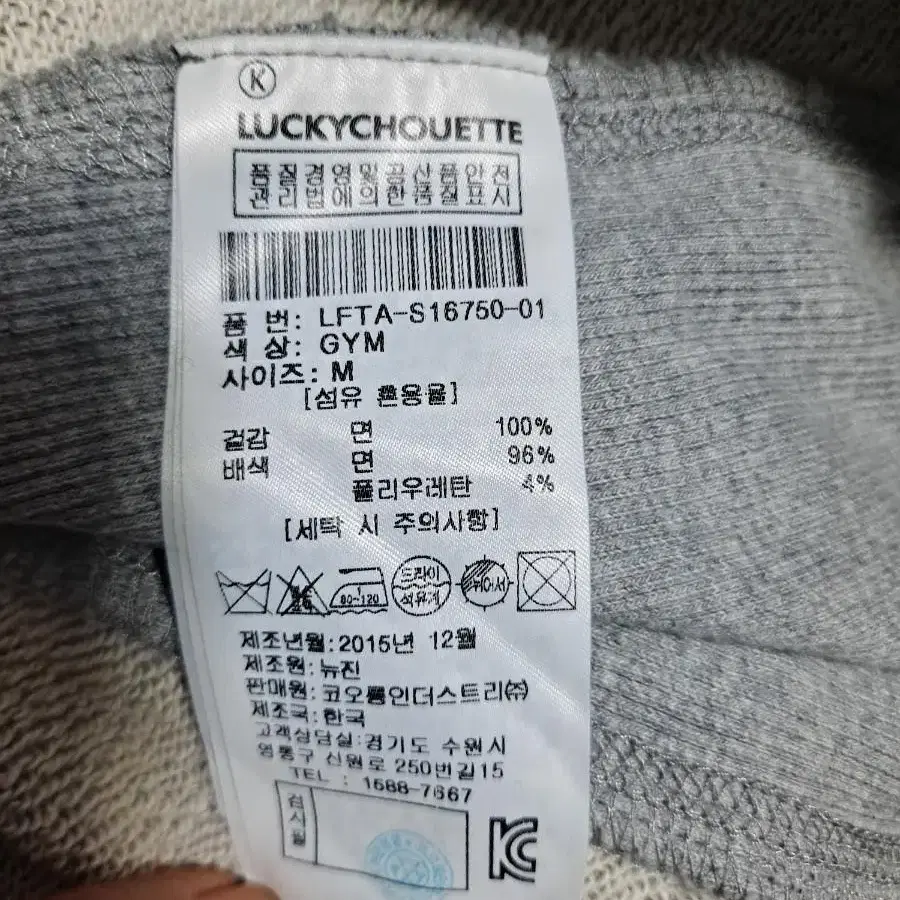 K
LUCKYCHOUETTE
품질경영및공산품안전
관리법에의한품질표시
품 번: LFTA-S16750-01
색 상: GYM
사이즈: M
[섬유 혼용율]
겉감 면 100%
배색 면 96%
폴리우레탄 4%
[세탁 시 주의사항]
80~120 드라이 석유계 뉘어서
제조년월:2015년 12월
제조원:뉴진
판매원:코오롱인더스트리㈜
제조국:한국
고객상담실:경기도 수원시
영통구 신원로 250번길15
TEL : 1588-7667
검사필
KC